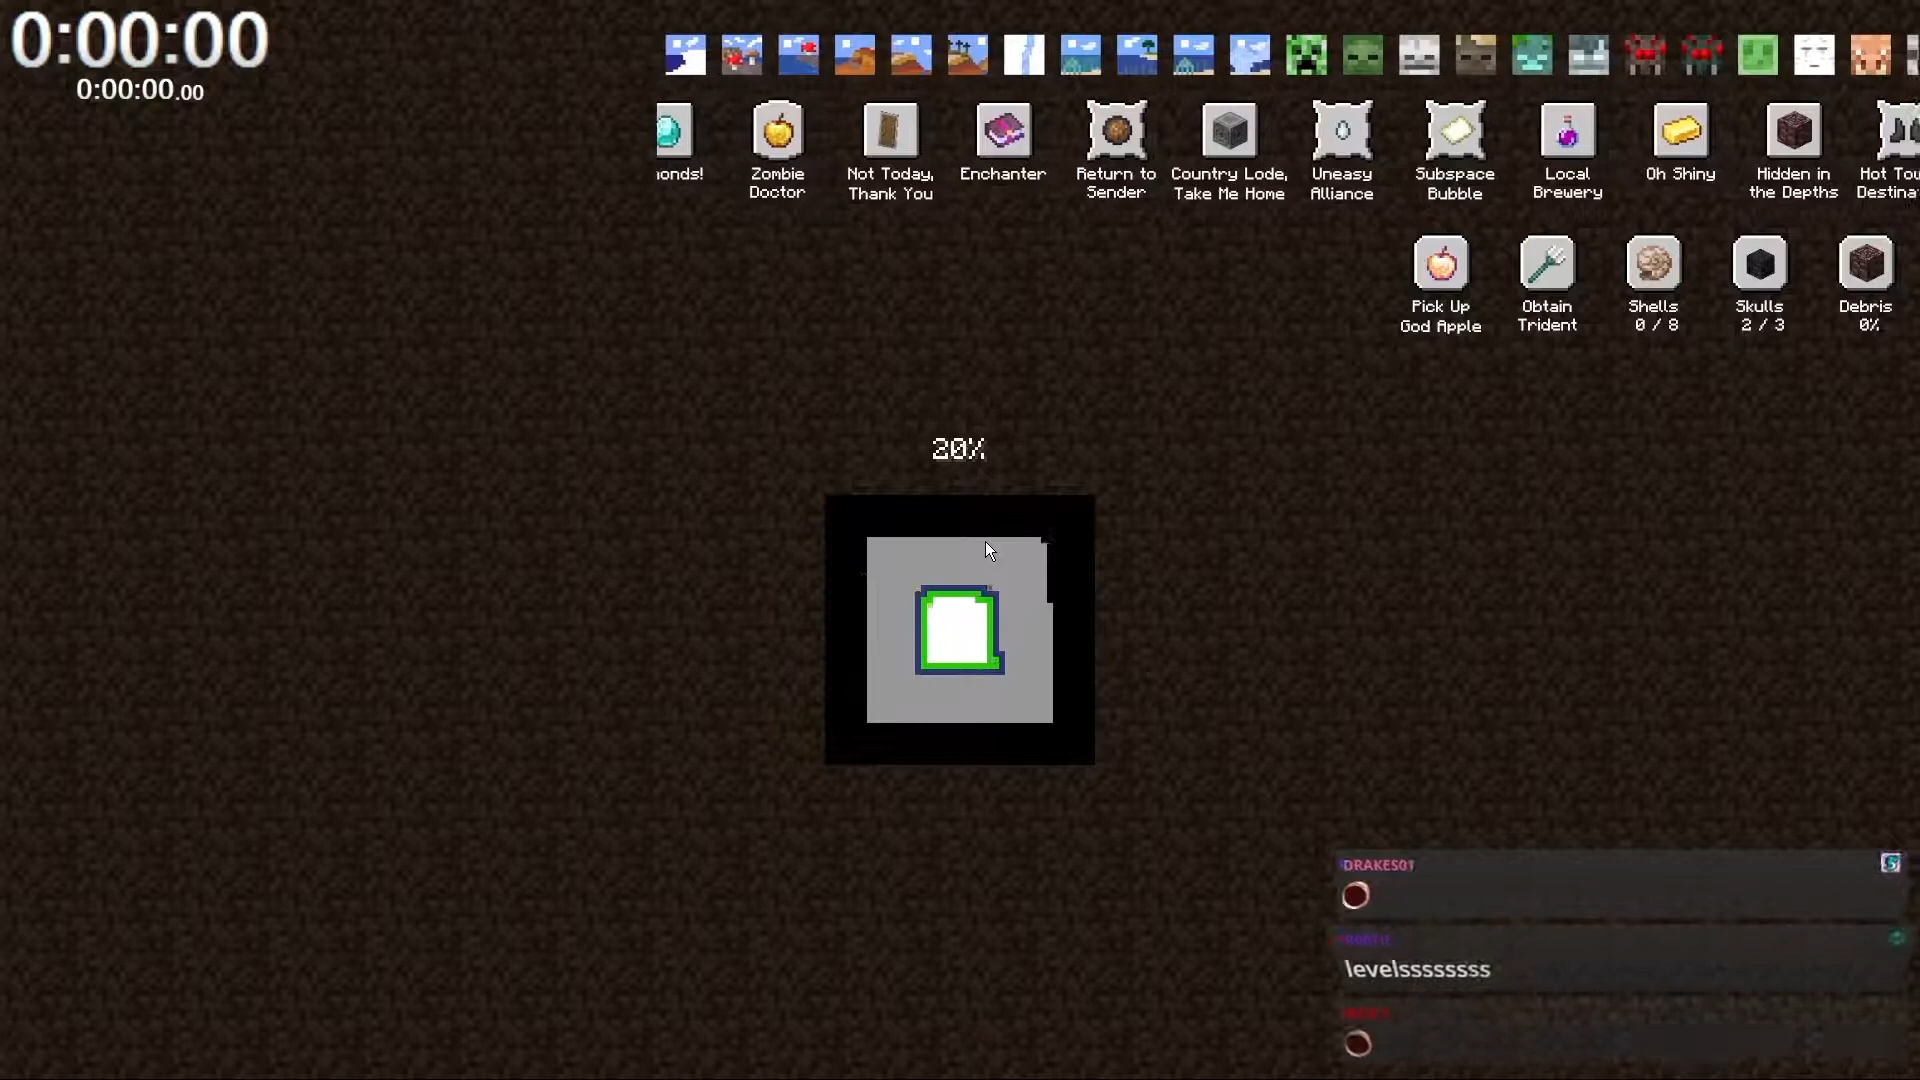 0:00:00
0:00:00.00
onds!
Zombie
Doctor
Not Today,
Thank You
Enchanter
Return to
Sender
Country Lode,
Take Me Home
Uneasy
Alliance
Subspace
Bubble
Local
Brewery
Oh Shiny
Hidden in
the Depths
Hot Tou
Destina
Pick Up
God Apple
Obtain
Trident
Shells
0 / 8
Skulls
2 / 3
Debris
0%
20%
DRAKES01
levelssssssss